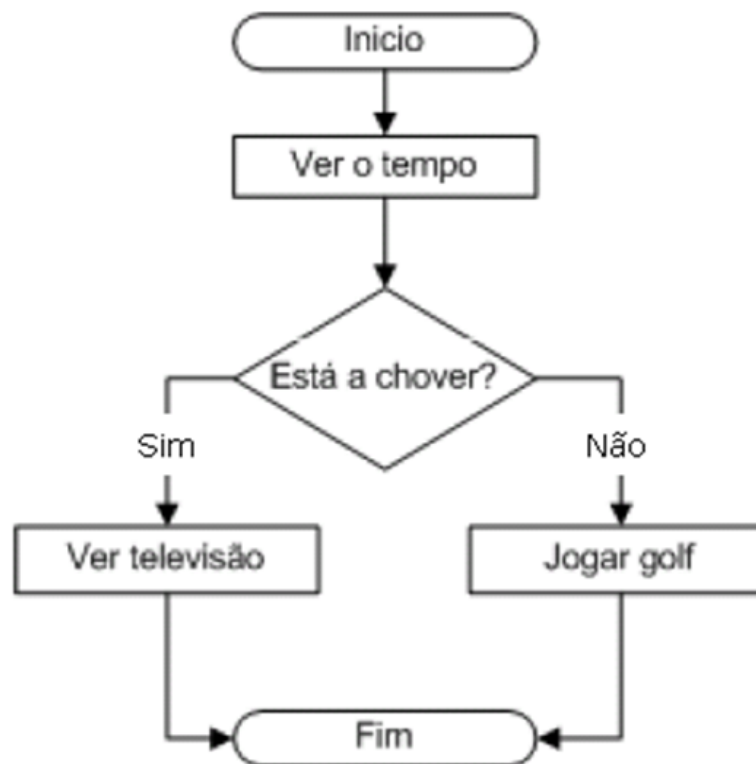 Inicio
Ver o tempo
Está a chover?
Sim
Não
Ver televisão
Jogar golf
Fim